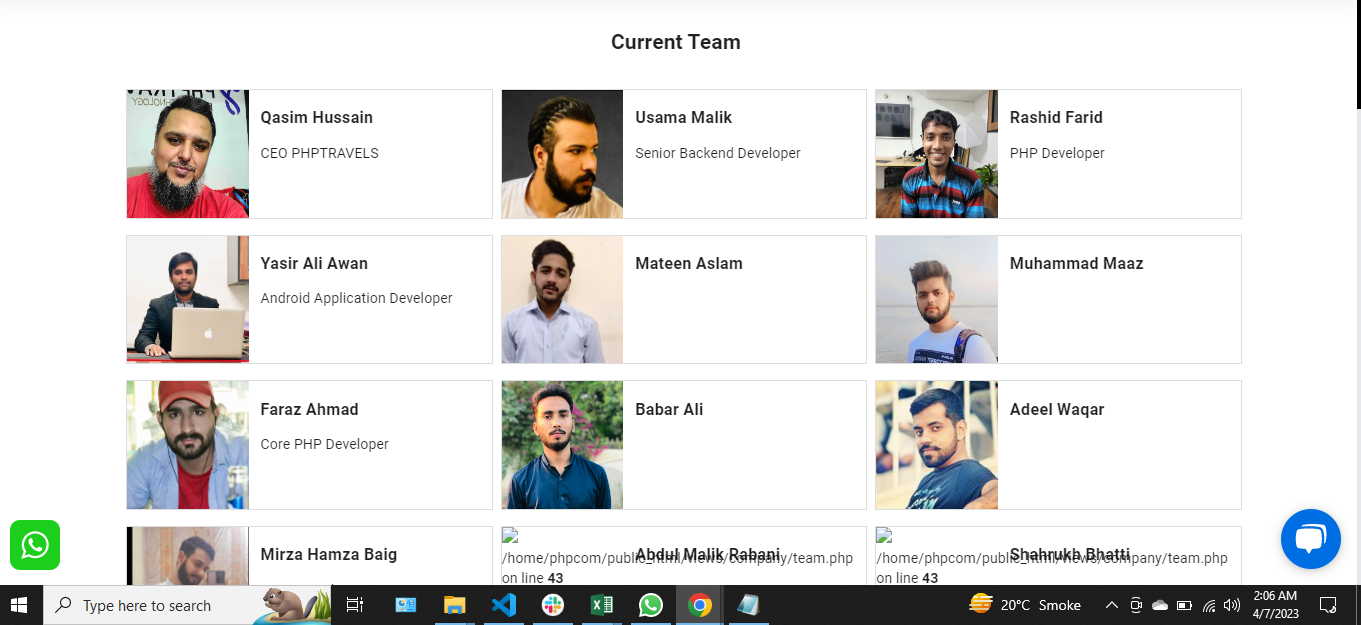 Current Team
Qasim Hussain
CEO PHPTRAVELS
Usama Malik
Senior Backend Developer
Rashid Farid
PHP Developer
Yasir Ali Awan
Android Application Developer
Mateen Aslam
Muhammad Maaz
Faraz Ahmad
Core PHP Developer
Babar Ali
Adeel Waqar
Mirza Hamza Baig
Abdul Malik Rabani
/home/phpcom/public_html/views/company/team.php
on line 43
Shahrukh Bhatti
/home/phpcom/public_html/views/company/team.php
on line 43
Type here to search
20°C Smoke
2:06 AM
4/7/2023